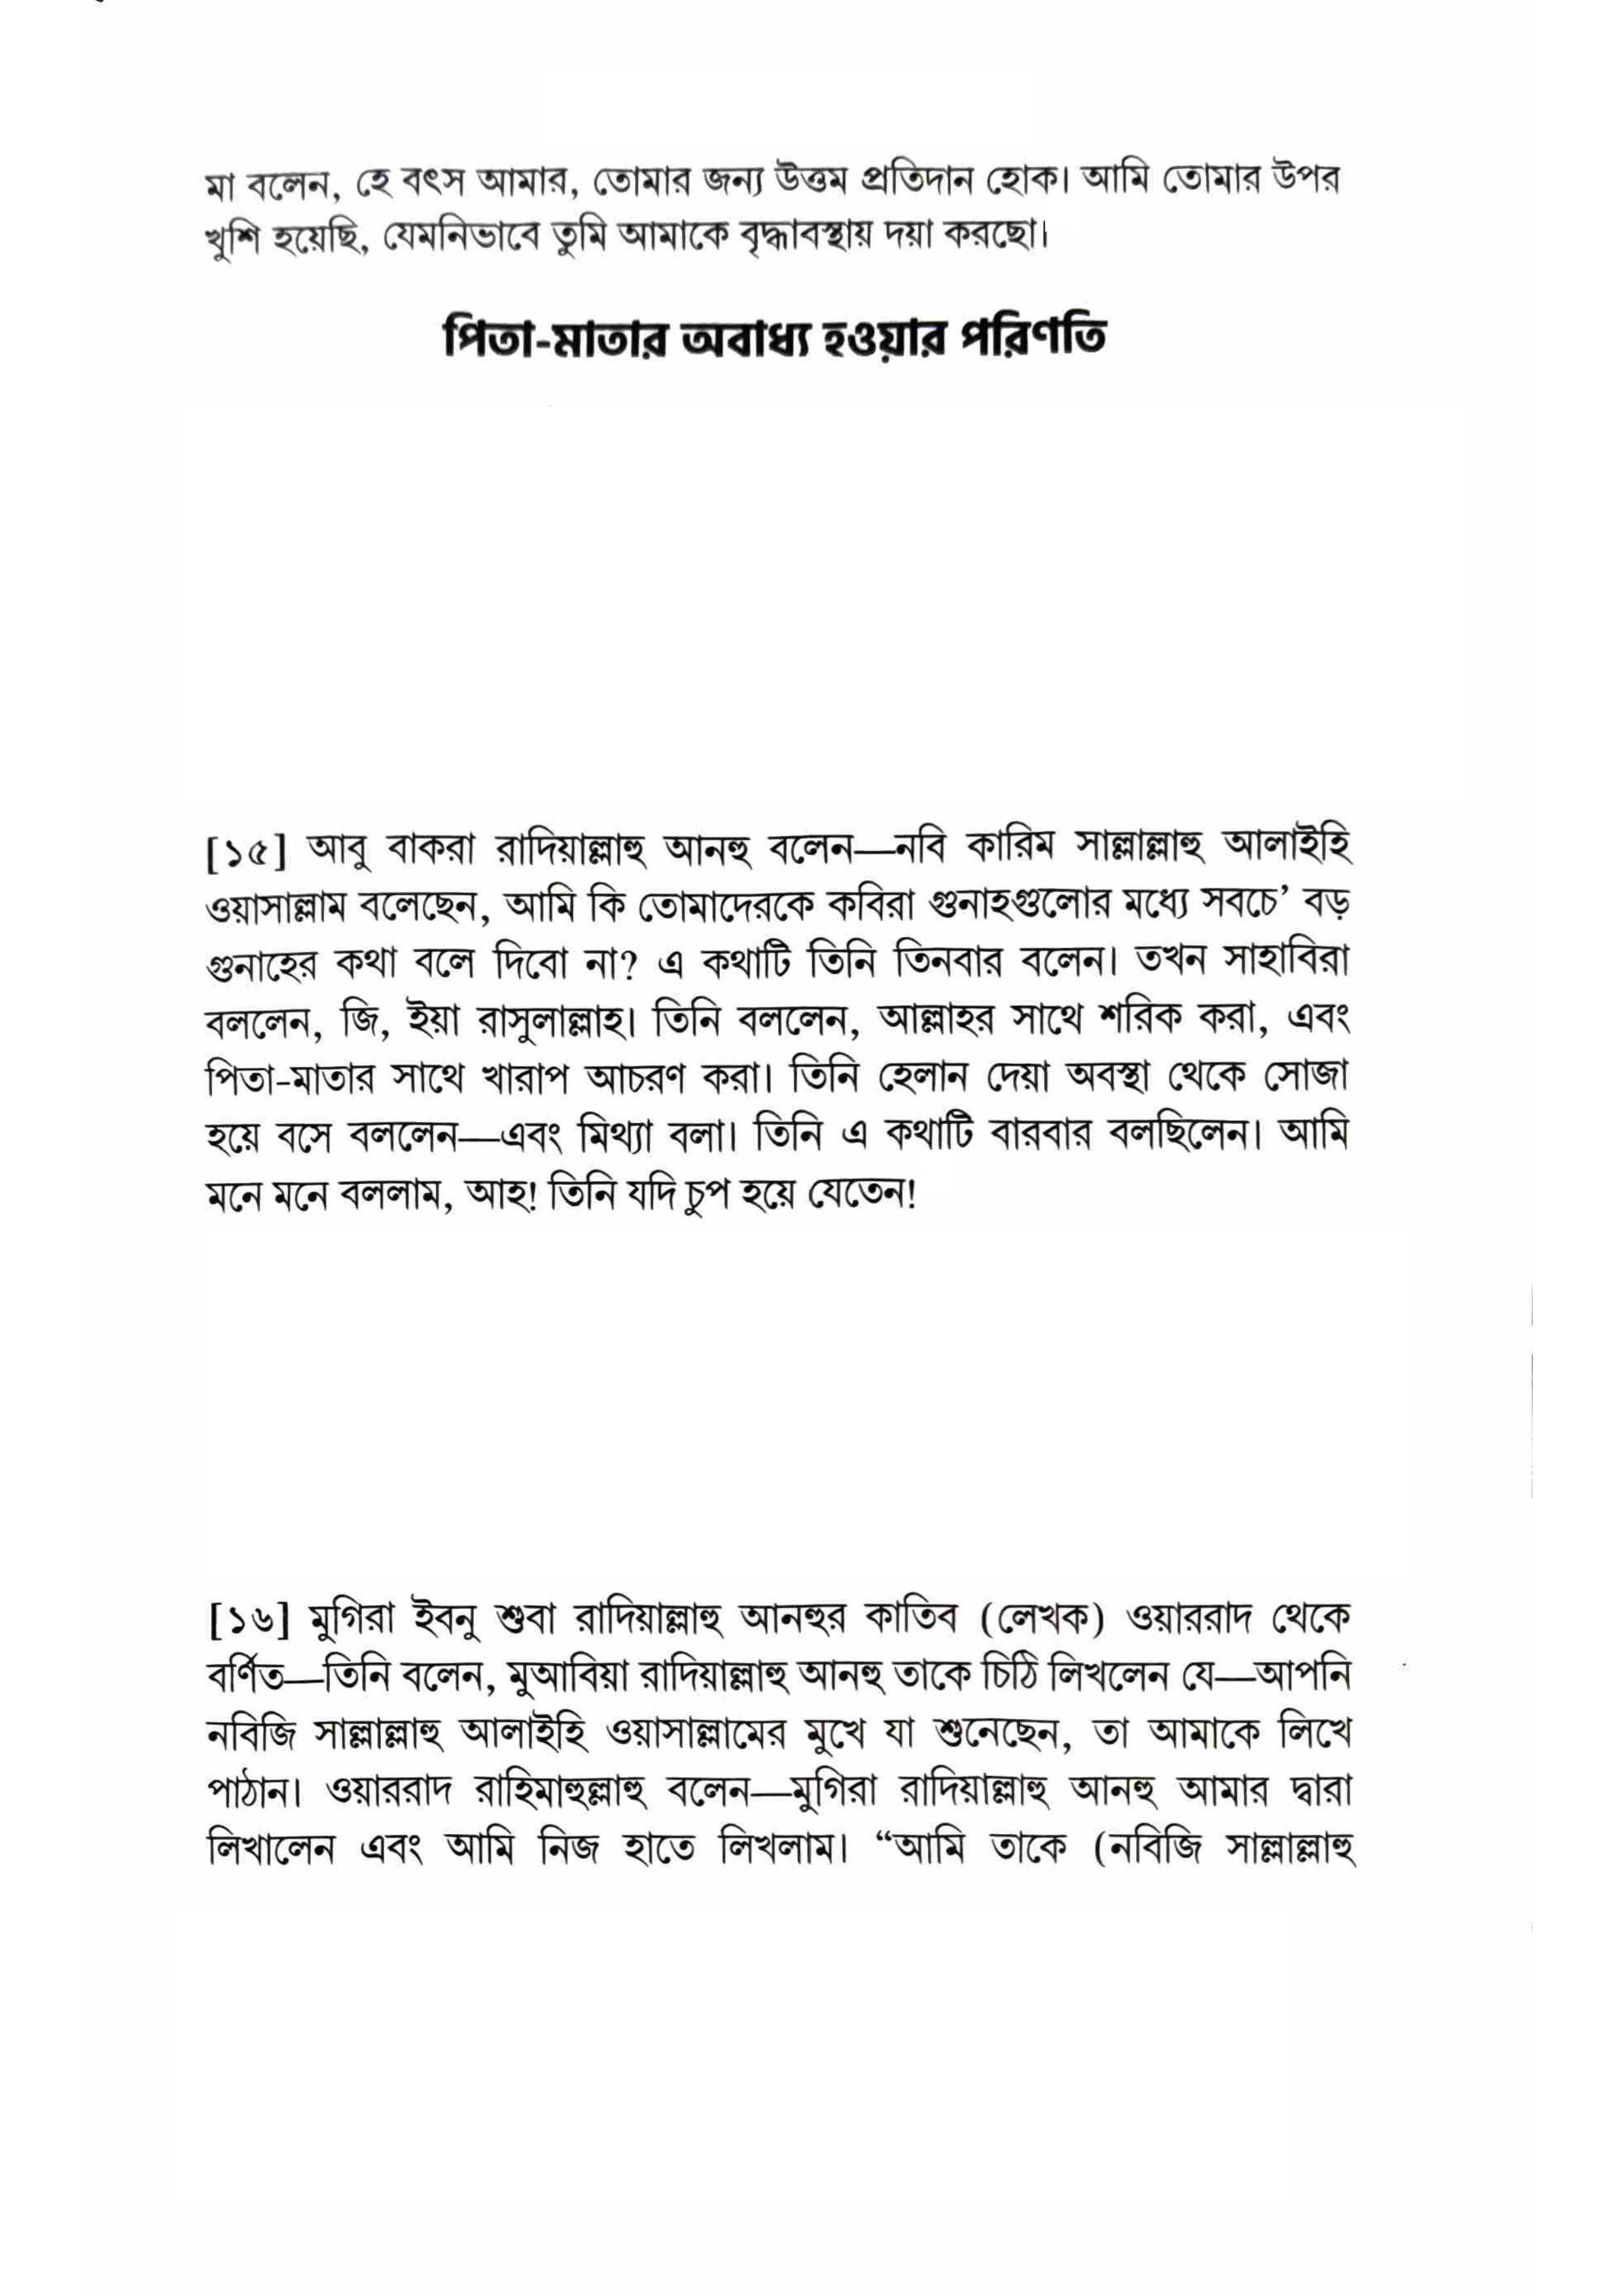 মা বলেন, হে বৎস আমার, তোমার জন্য উত্তম প্রতিদান হোক। আমি তোমার উপর
খুশি হয়েছি, যেমনিভাবে তুমি আমাকে বৃদ্ধাবস্থায় দয়া করছো।
পিতা-মাতার অবাধ্য হওয়ার পরিণতি
[১৫] আবু বাকরা রাদিয়াল্লাহু আনহু বলেন—নবি কারিম সাল্লাল্লাহু আলাইহি
ওয়াসাল্লাম বলেছেন, আমি কি তোমাদেরকে কবিরা গুনাহগুলোর মধ্যে সবচে’ বড়
গুনাহের কথা বলে দিবো না? এ কথাটি তিনি তিনবার বলেন। তখন সাহাবিরা
বললেন, জি, ইয়া রাসুলাল্লাহ। তিনি বললেন, আল্লাহর সাথে শরিক করা, এবং
পিতা-মাতার সাথে খারাপ আচরণ করা। তিনি হেলান দেয়া অবস্থা থেকে সোজা
হয়ে বসে বললেন—এবং মিথ্যা বলা। তিনি এ কথাটি বারবার বলছিলেন। আমি
মনে মনে বললাম, আহ! তিনি যদি চুপ হয়ে যেতেন!
[১৬] মুগিরা ইবনু শুবা রাদিয়াল্লাহু আনহুর কাতিব (লেখক) ওয়াররাদ থেকে
বর্ণিত—তিনি বলেন, মুআবিয়া রাদিয়াল্লাহু আনহু তাকে চিঠি লিখলেন যে—আপনি
নবিজি সাল্লাল্লাহু আলাইহি ওয়াসাল্লামের মুখে যা শুনেছেন, তা আমাকে লিখে
পাঠান। ওয়াররাদ রাহিমাহুল্লাহু বলেন—মুগিরা রাদিয়াল্লাহু আনহু আমার দ্বারা
লিখালেন এবং আমি নিজ হাতে লিখলাম। “আমি তাকে (নবিজি সাল্লাল্লাহু